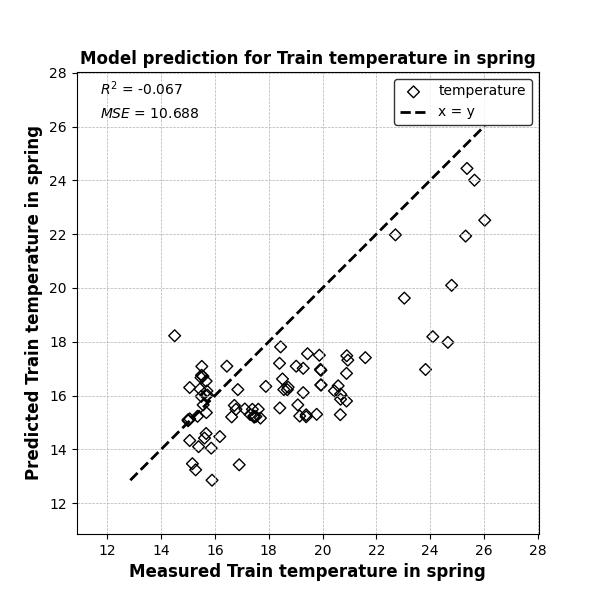 Model prediction for Train temperature in spring
R² = -0.067
MSE = 10.688
temperature
x = y
28
26
24
22
20
18
16
14
12
12 14 16 18 20 22 24 26 28
Predicted Train temperature in spring
Measured Train temperature in spring